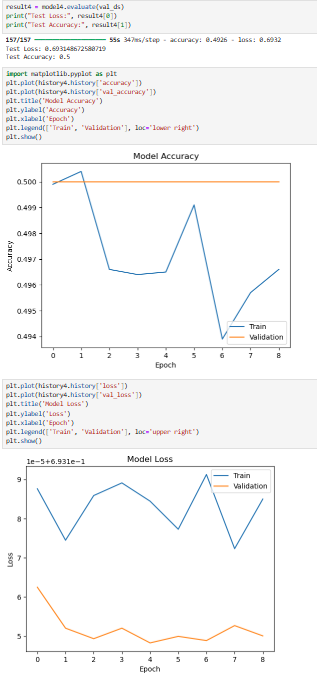 result4 = model4.evaluate(val_ds)
print("Test Loss:", result4[0])
print("Test Accuracy:", result4[1])
157/157 ━━━━━━━━━━━━━━━━━━━━ 55s 347ms/step - accuracy: 0.4926 - loss: 0.6932
Test Loss: 0.693148672580719
Test Accuracy: 0.5
import matplotlib.pyplot as plt
plt.plot(history4.history['accuracy'])
plt.plot(history4.history['val_accuracy'])
plt.title('Model Accuracy')
plt.ylabel('Accuracy')
plt.xlabel('Epoch')
plt.legend(['Train', 'Validation'], loc='lower right')
plt.show()
Model Accuracy
0.500
0.499
0.498
0.497
0.496
0.495
0.494
Accuracy
Train
Validation
0 1 2 3 4 5 6 7 8
Epoch
plt.plot(history4.history['loss'])
plt.plot(history4.history['val_loss'])
plt.title('Model Loss')
plt.ylabel('Loss')
plt.xlabel('Epoch')
plt.legend(['Train', 'Validation'], loc='upper right')
plt.show()
1e−5+6.931e−1
Model Loss
9
8
7
6
5
Loss
Train
Validation
0 1 2 3 4 5 6 7 8
Epoch